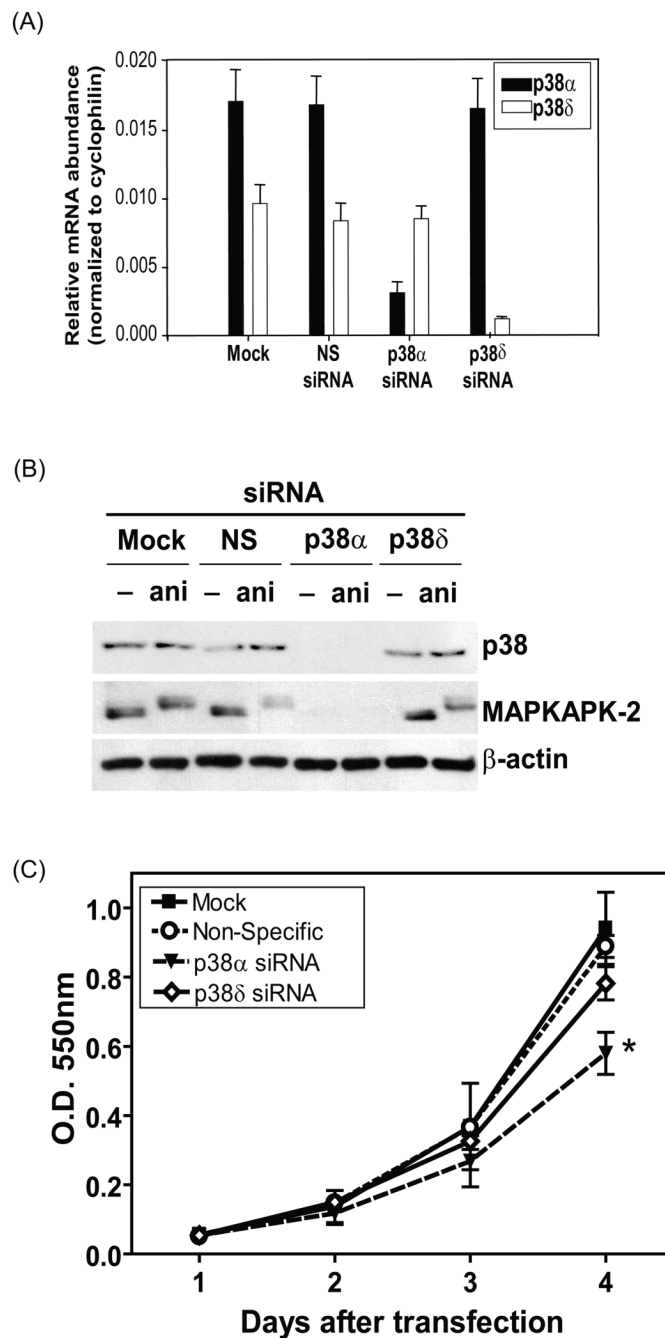 (A)
Relative mRNA abundance
(normalized to cyclophilin)
0.020
0.015
0.010
0.005
0.000
p38α
p38δ
Mock
NS
siRNA
p38α
siRNA
p38δ
siRNA
(B)
siRNA
Mock NS p38α p38δ
– ani – ani – ani – ani
p38
MAPKAPK-2
β-actin
(C)
Mock
Non-Specific
p38α siRNA
p38δ siRNA
O.D. 550nm
1.0
0.8
0.6
0.4
0.2
0.0
*
1 2 3 4
Days after transfection